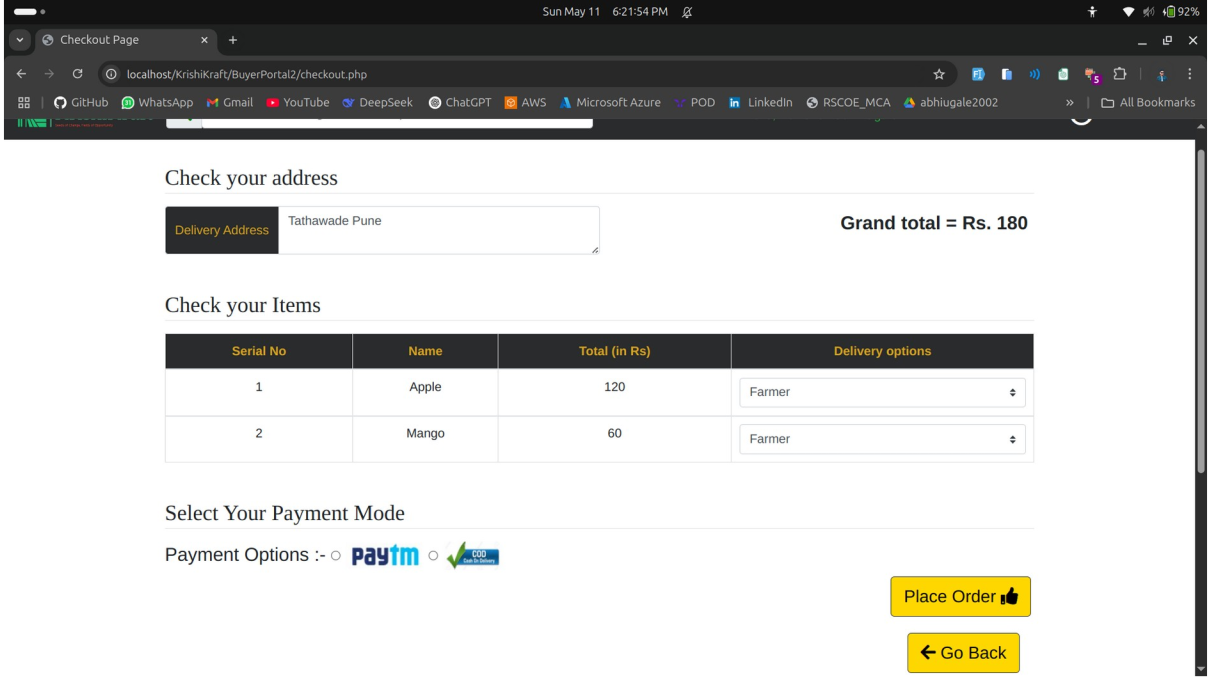 Sun May 11 6:21:54 PM
92%
Checkout Page
localhost/KrishiKraft/BuyerPortal2/checkout.php
5
GitHub WhatsApp Gmail YouTube DeepSeek ChatGPT AWS Microsoft Azure POD LinkedIn RSCOE_MCA abhiugale2002 » All Bookmarks
Check your address
Delivery Address Tathawade Pune
Grand total = Rs. 180
Check your Items
Serial No Name Total (in Rs) Delivery options
1 Apple 120 Farmer
2 Mango 60 Farmer
Select Your Payment Mode
Payment Options :- paytm COD Cash On Delivery
Place Order
Go Back